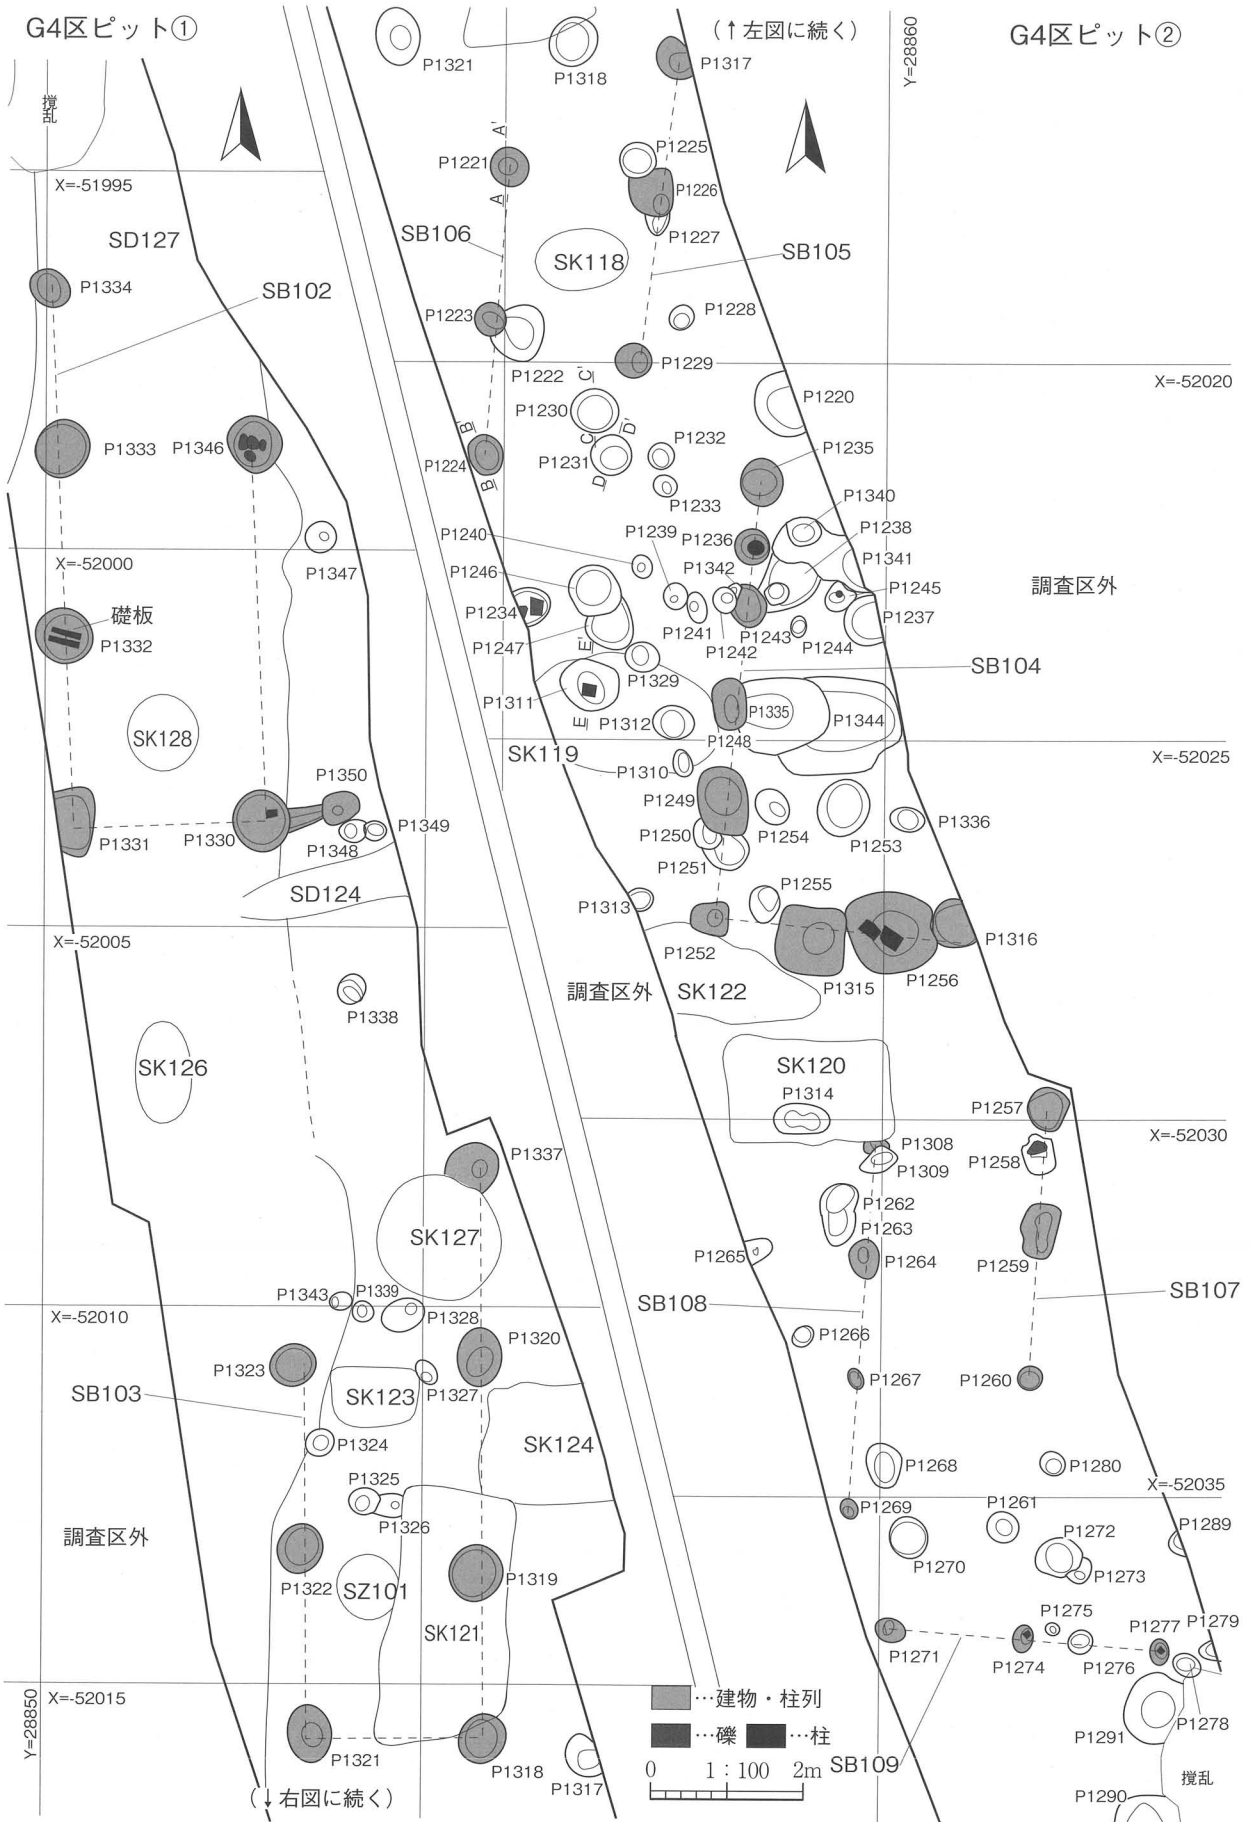 G4区ピット①
攪乱
X=-51995
SD127
P1334
SB102
P1333
P1346
P1347
X=-52000
礎板
P1332
SK128
P1350
P1331
P1330
P1349
P1348
SD124
X=-52005
P1338
SK126
P1337
SK127
P1343
P1339
P1328
X=-52010
P1320
P1323
P1327
SB103
SK123
P1324
SK124
P1325
P1326
調査区外
P1322
SZ101
P1319
SK121
Y=28850
X=-52015
P1321
P1318
P1317
(↓右図に続く)
G4区ピット②
(↑左図に続く)
Y=28860
P1321
P1318
P1317
A'
P1221
A
P1225
P1226
P1227
SB106
SK118
SB105
P1223
P1228
P1222
P1229
X=-52020
C'
P1230
P1220
B'
C
D'
P1232
P1235
P1224
P1231
B
D
P1233
P1340
P1240
P1239
P1236
P1238
P1246
P1342
P1341
P1245
P1234
P1241
P1243
P1237
P1247
E'
P1242
P1244
調査区外
P1329
SB104
P1311
E
P1312
P1335
P1344
P1248
SK119
X=-52025
P1310
P1249
P1250
P1254
P1253
P1336
P1251
P1313
P1255
P1252
P1316
P1315
P1256
調査区外
SK122
SK120
P1314
P1257
X=-52030
P1308
P1309
P1258
P1262
P1263
P1265
P1264
P1259
SB108
SB107
P1266
P1267
P1260
P1268
P1280
X=-52035
P1269
P1261
P1270
P1272
P1289
P1273
P1275
P1277
P1279
P1271
P1274
P1276
P1278
P1291
SB109
攪乱
P1290
…建物・柱列
…礫
…柱
0 1:100 2m